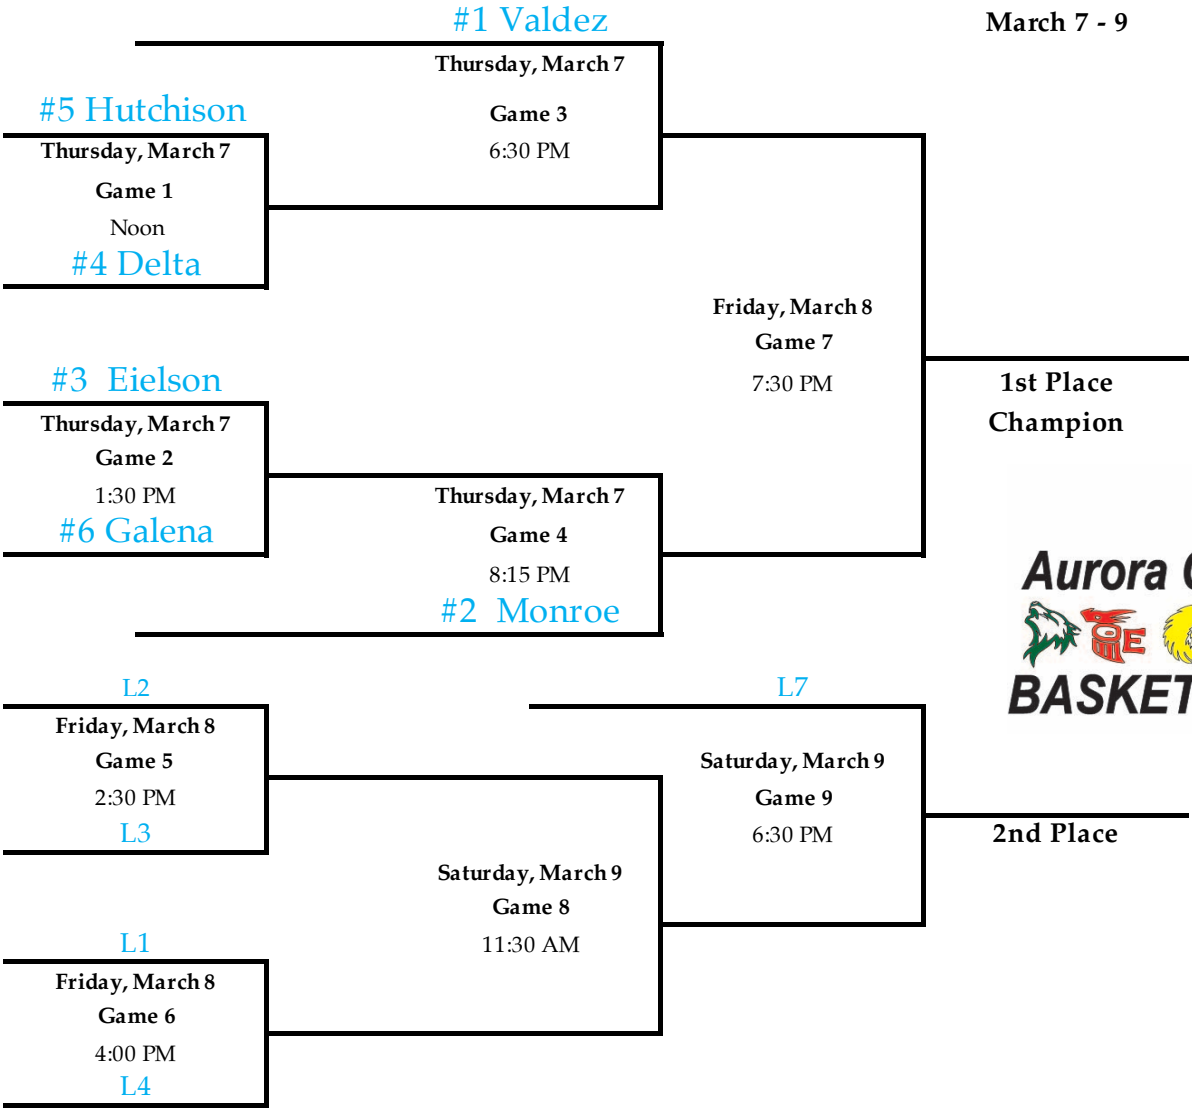 #1 Valdez
March 7 - 9
Thursday, March 7
Game 3
6:30 PM
#5 Hutchison
Thursday, March 7
Game 1
Noon
#4 Delta
Friday, March 8
Game 7
7:30 PM
1st Place
Champion
#3 Eielson
Thursday, March 7
Game 2
1:30 PM
#6 Galena
Thursday, March 7
Game 4
8:15 PM
#2 Monroe
Aurora
BASKET
L2
Friday, March 8
Game 5
2:30 PM
L3
L7
Saturday, March 9
Game 9
6:30 PM
2nd Place
Saturday, March 9
Game 8
11:30 AM
L1
Friday, March 8
Game 6
4:00 PM
L4